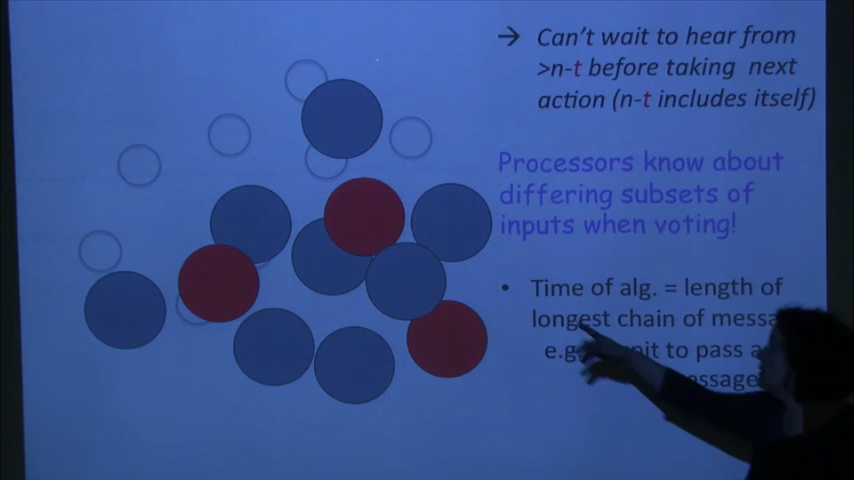 → Can't wait to hear from
>n-t before taking next
action (n-t includes itself)
Processors know about
differing subsets of
inputs when voting!
• Time of alg. = length of
longest chain of messa
e.g. unit to pass a
essage